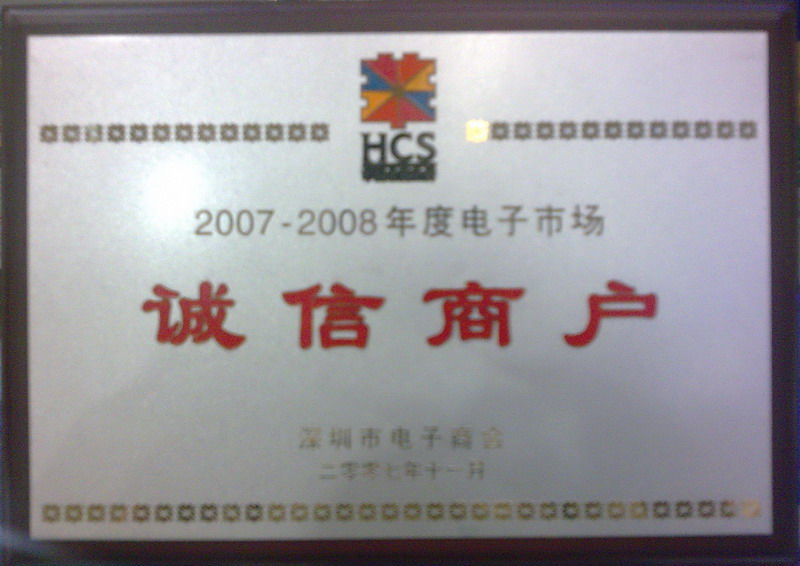 HCS
2007-2008年度电子市场
诚信商户
深圳市电子商会
二零零七年十一月